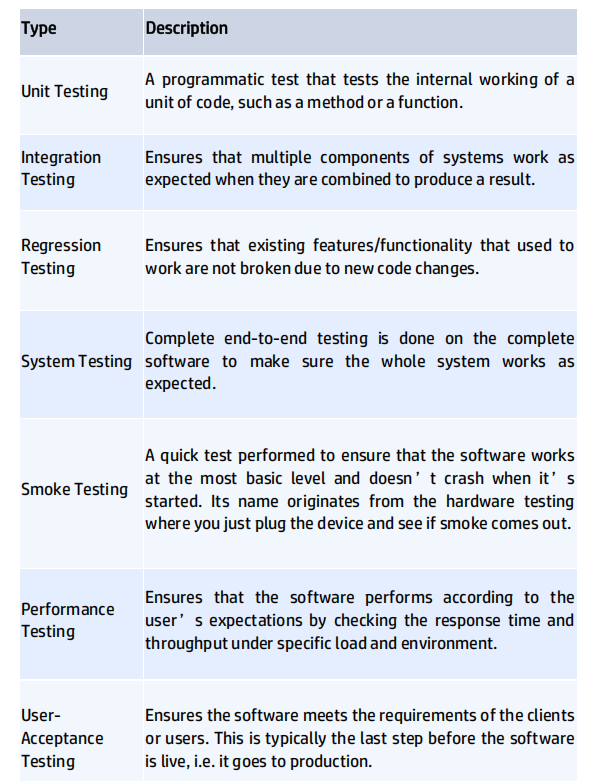 Type Description
Unit Testing
A programmatic test that tests the internal working of a
unit of code, such as a method or a function.
Integration
Testing
Ensures that multiple components of systems work as
expected when they are combined to produce a result.
Regression
Testing
Ensures that existing features/functionality that used to
work are not broken due to new code changes.
System Testing
Complete end-to-end testing is done on the complete
software to make sure the whole system works as
expected.
Smoke Testing
A quick test performed to ensure that the software works
at the most basic level and doesn’t crash when it’s
started. Its name originates from the hardware testing
where you just plug the device and see if smoke comes out.
Performance
Testing
Ensures that the software performs according to the
user’s expectations by checking the response time and
throughput under specific load and environment.
User-
Acceptance
Testing
Ensures the software meets the requirements of the clients
or users. This is typically the last step before the software
is live, i.e. it goes to production.